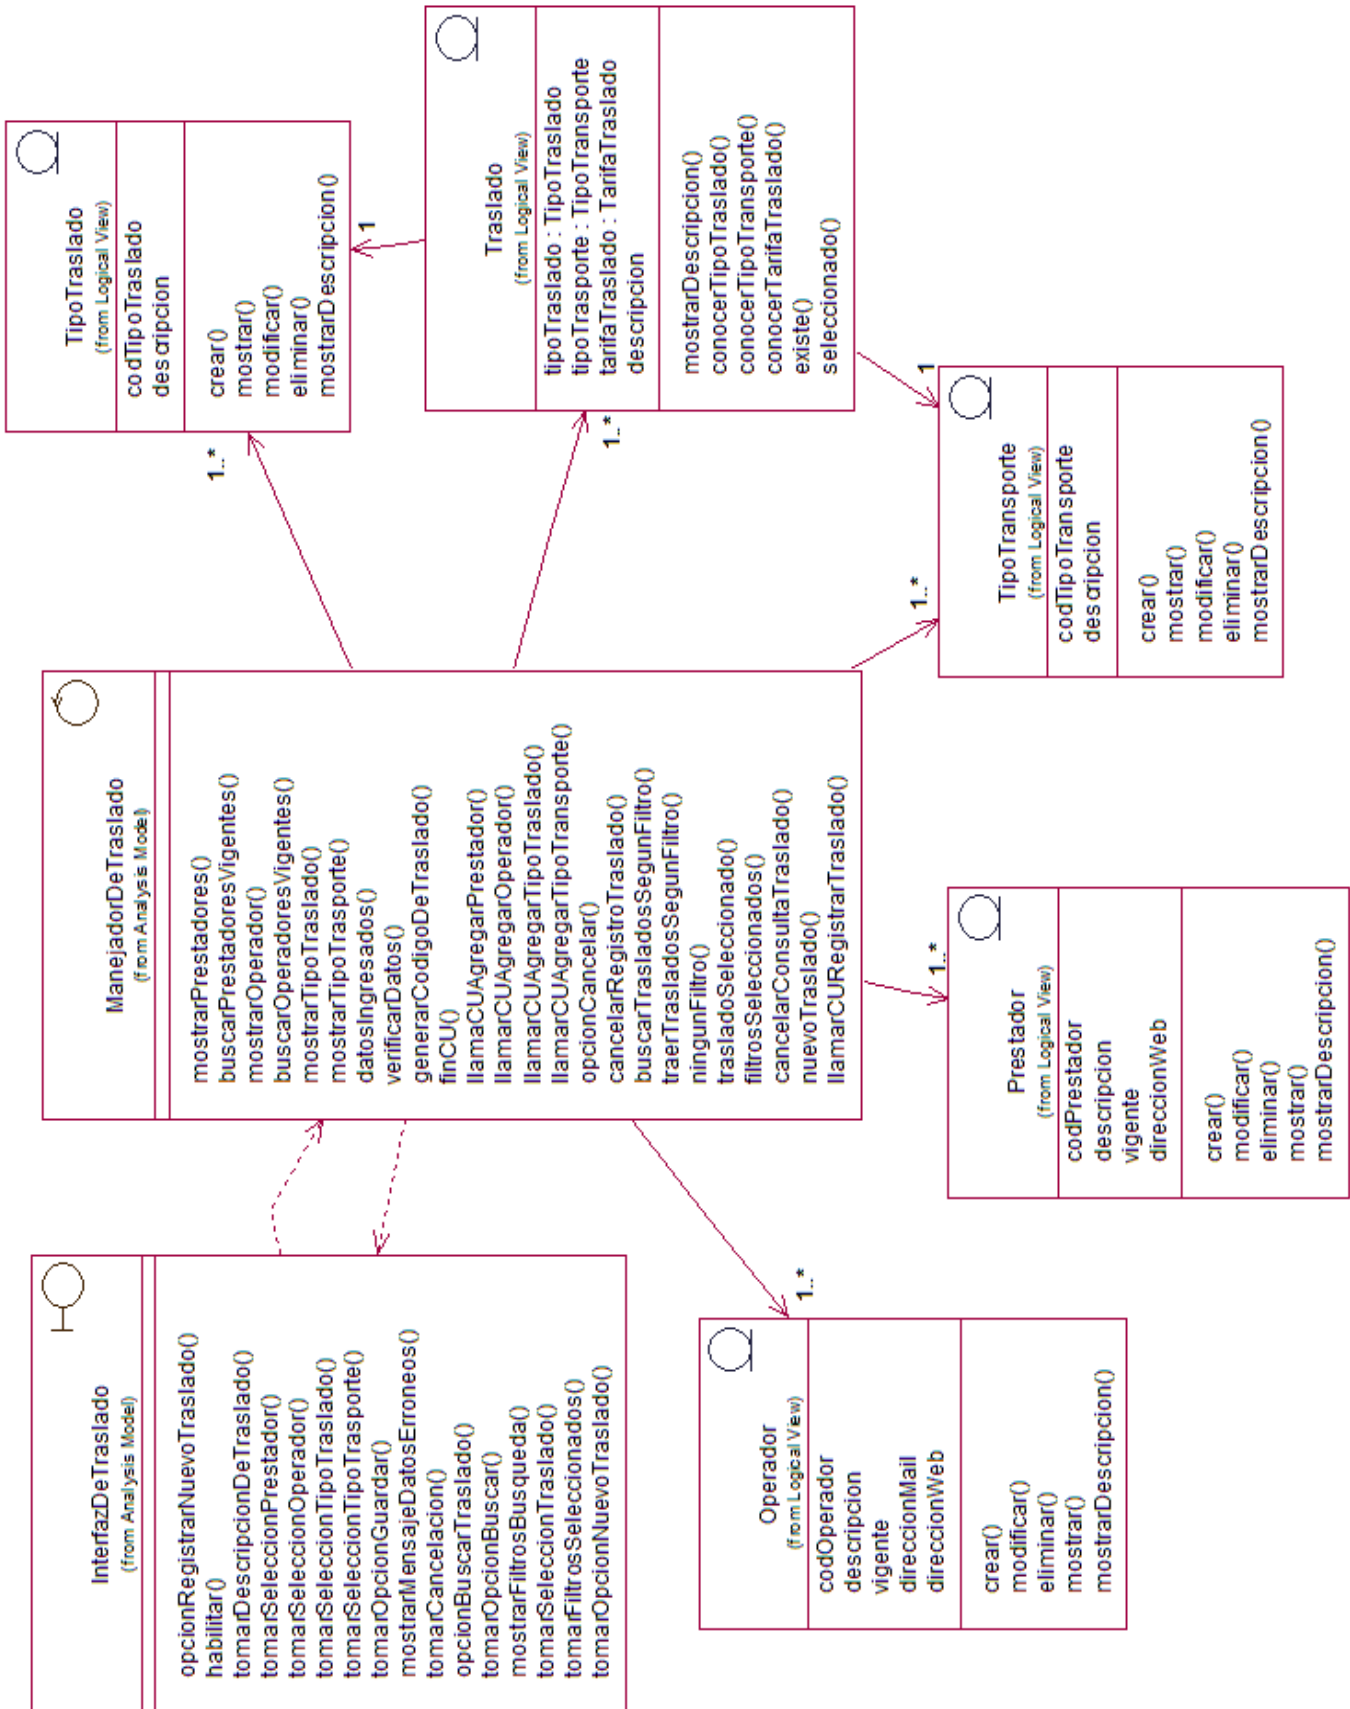 InterfazDeTraslado
(from Analysis Model)
opcionRegistrarNuevoTraslado()
habilitar()
tomarDescripcionDeTraslado()
tomarSeleccionPrestador()
tomarSeleccionOperador()
tomarSeleccionTipoTraslado()
tomarSeleccionTipoTrasporte()
tomarOpcionGuardar()
mostrarMensajeDatosErroneos()
tomarCancelacion()
opcionBuscarTraslado()
tomarOpcionBuscar()
mostrarFiltrosBusqueda()
tomarSeleccionTraslado()
tomarFiltrosSeleccionados()
tomarOpcionNuevoTraslado()
ManejadorDeTraslado
(from Analysis Model)
mostrarPrestadores()
buscarPrestadoresVigentes()
mostrarOperador()
buscarOperadoresVigentes()
mostrarTipoTraslado()
mostrarTipoTrasporte()
datosIngresados()
verificarDatos()
generarCodigoDeTraslado()
finCU()
llamaCUAgregarPrestador()
llamarCUAgregarOperador()
llamarCUAgregarTipoTraslado()
llamarCUAgregarTipoTransporte()
opcionCancelar()
cancelarRegistroTraslado()
buscarTrasladosSegunFiltro()
traerTrasladosSegunFiltro()
ningunFiltro()
trasladoSeleccionado()
filtrosSeleccionados()
cancelarConsultaTraslado()
nuevoTraslado()
llamarCURegistrarTraslado()
TipoTraslado
(from Logical View)
codTipoTraslado
descripcion
crear()
mostrar()
modificar()
eliminar()
mostrarDescripcion()
1..*
1
Traslado
(from Logical View)
tipoTraslado : TipoTraslado
tipoTrasporte : TipoTransporte
tarifaTraslado : TarifaTraslado
descripcion
mostrarDescripcion()
conocerTipoTraslado()
conocerTipoTransporte()
conocerTarifaTraslado()
existe()
seleccionado()
1..*
1
TipoTransporte
(from Logical View)
codTipoTransporte
descripcion
crear()
mostrar()
modificar()
eliminar()
mostrarDescripcion()
1..*
Operador
(from Logical View)
codOperador
descripcion
vigente
direccionMail
direccionWeb
crear()
modificar()
eliminar()
mostrar()
mostrarDescripcion()
1..*
Prestador
(from Logical View)
codPrestador
descripcion
vigente
direccionWeb
crear()
modificar()
eliminar()
mostrar()
mostrarDescripcion()
1..*